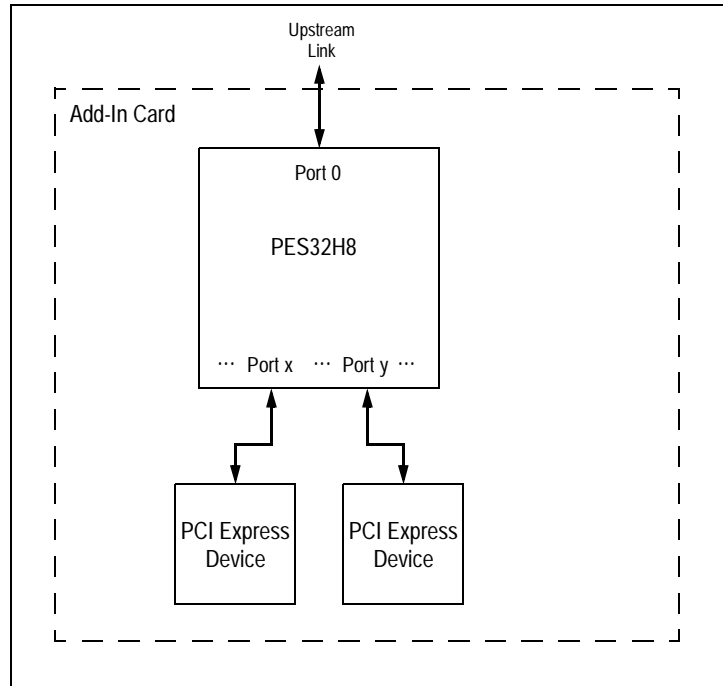 Upstream
Link
Add-In Card
Port 0
PES32H8
··· Port x ··· Port y ···
PCI Express
Device
PCI Express
Device